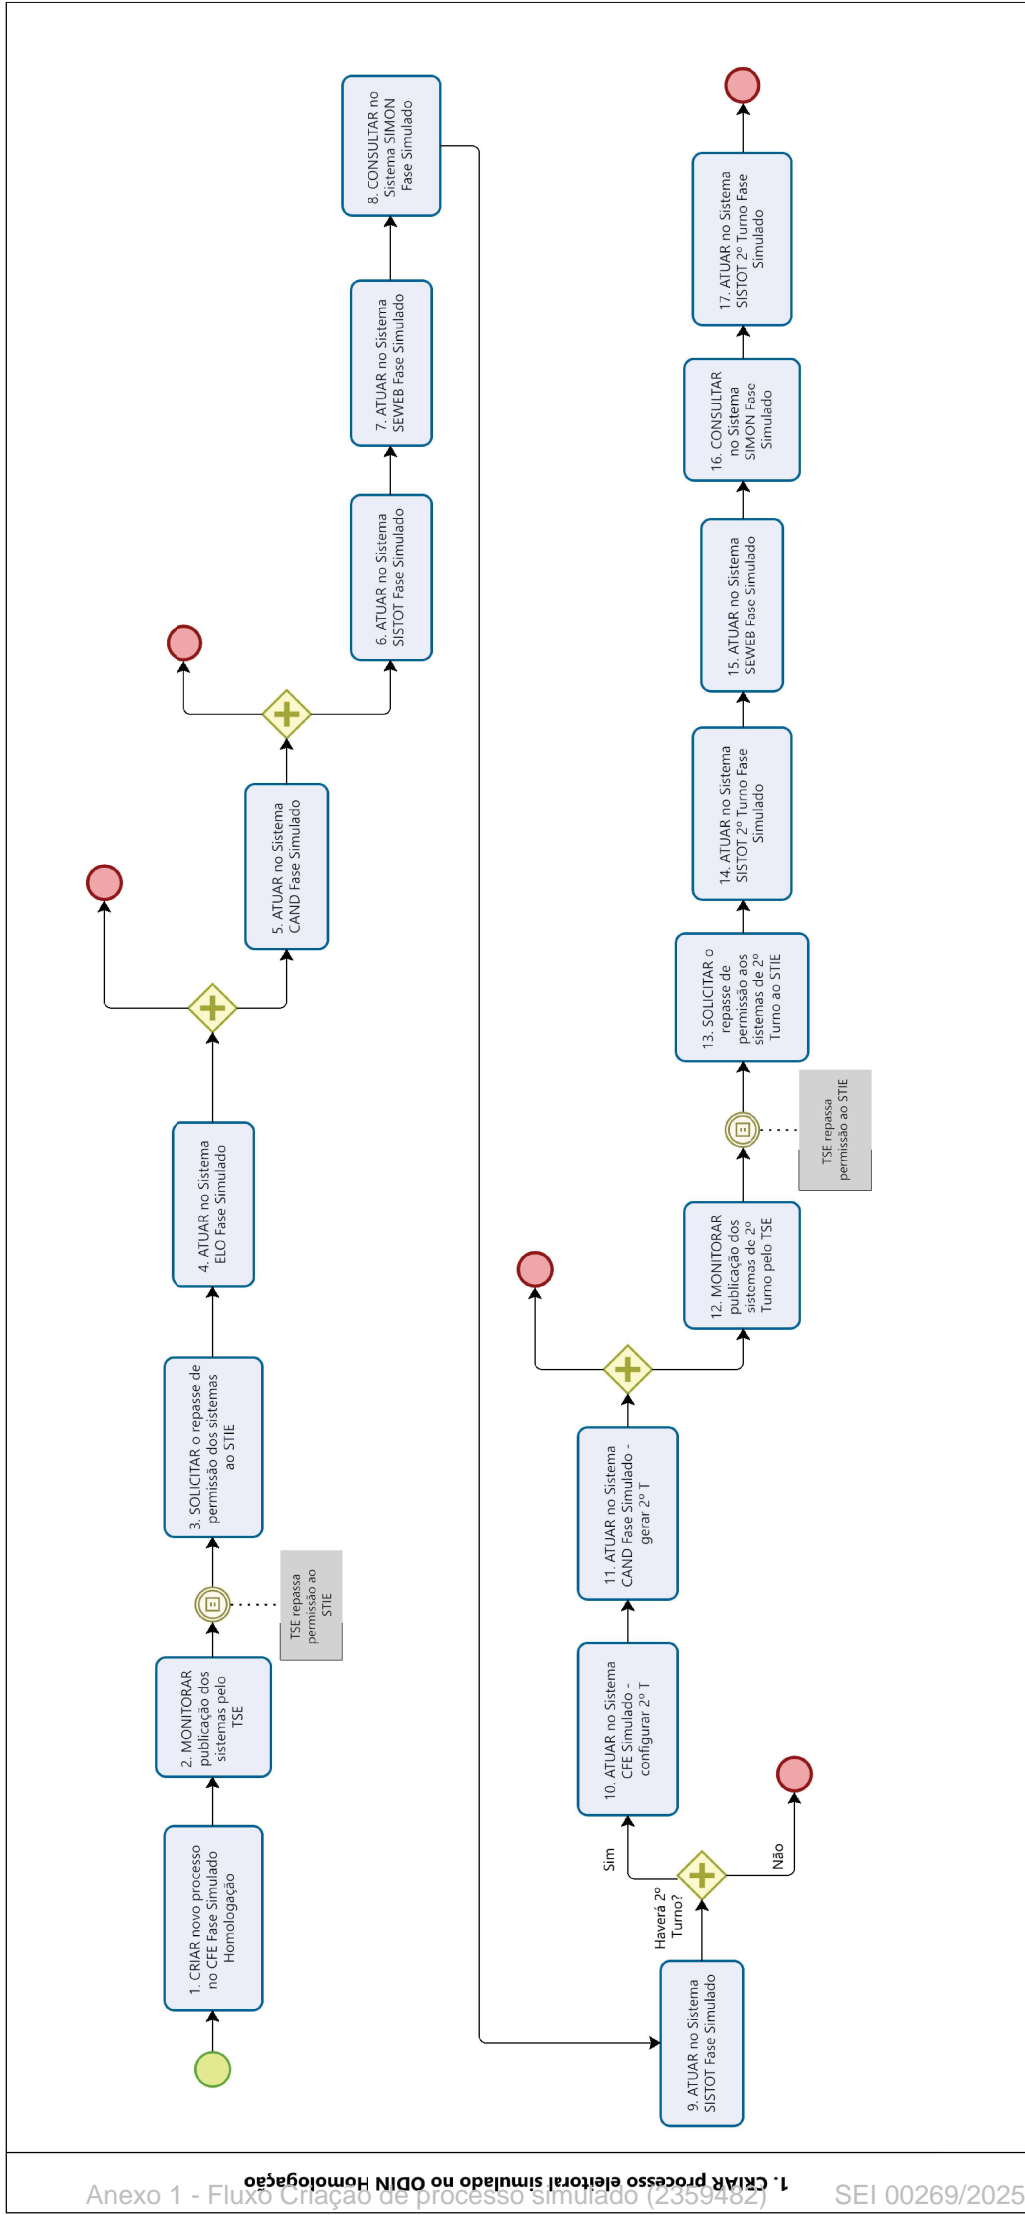 1. CRIAR processo eleitoral simulado no ODIN Homologação
1. CRIAR novo processo
no CFE Fase Simulado
Homologação
2. MONITORAR
publicação dos
sistemas pelo
TSE
TSE repassa
permissão ao
STIE
3. SOLICITAR o repasse de
permissão dos sistemas
ao STIE
4. ATUAR no Sistema
ELO Fase Simulado
5. ATUAR no Sistema
CAND Fase Simulado
6. ATUAR no Sistema
SISTOT Fase Simulado
7. ATUAR no Sistema
SEWEB Fase Simulado
8. CONSULTAR no
Sistema SIMON
Fase Simulado
9. ATUAR no Sistema
SISTOT Fase Simulado
Haverá 2º
Turno?
Sim
Não
10. ATUAR no Sistema
CFE Simulado -
configurar 2º T
11. ATUAR no Sistema
CAND Fase Simulado -
gerar 2º T
12. MONITORAR
publicação dos
sistemas de 2º
Turno pelo TSE
TSE repassa
permissão ao STIE
13. SOLICITAR o
repasse de
permissão aos
sistemas de 2º
Turno ao STIE
14. ATUAR no Sistema
SISTOT 2º Turno Fase
Simulado
15. ATUAR no Sistema
SEWEB Fase Simulado
16. CONSULTAR
no Sistema
SIMON Fase
Simulado
17. ATUAR no Sistema
SISTOT 2º Turno Fase
Simulado
Anexo 1 - Fluxo Criação de processo simulado (2359482)
SEI 00269/2025